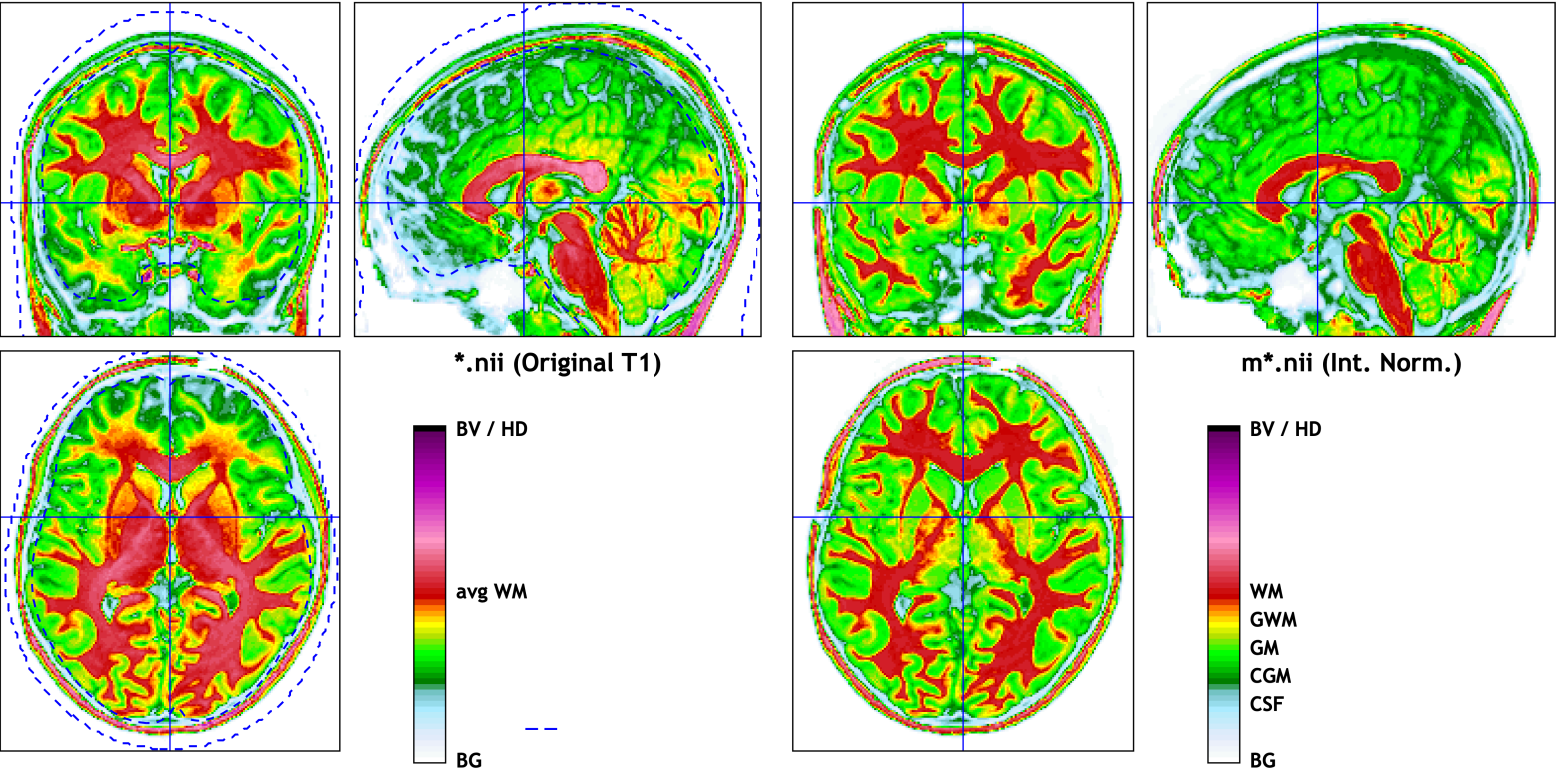 *.nii (Original T1)
BV / HD
avg WM
BG
m*.nii (Int. Norm.)
BV / HD
WM
GWM
GM
CGM
CSF
BG